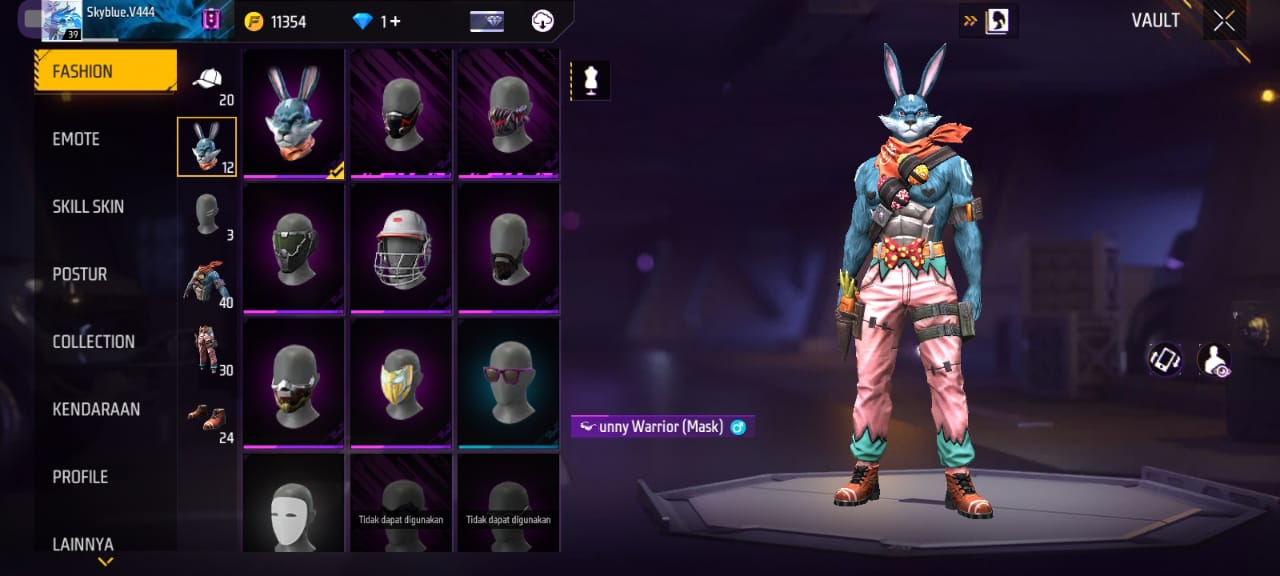 Skyblue.V444
39
11354
1+
VAULT
FASHION
20
EMOTE
12
SKILL SKIN
3
POSTUR
40
COLLECTION
30
KENDARAAN
24
PROFILE
LAINNYA
unny Warrior (Mask)
Tidak dapat digunakan
Tidak dapat digunakan